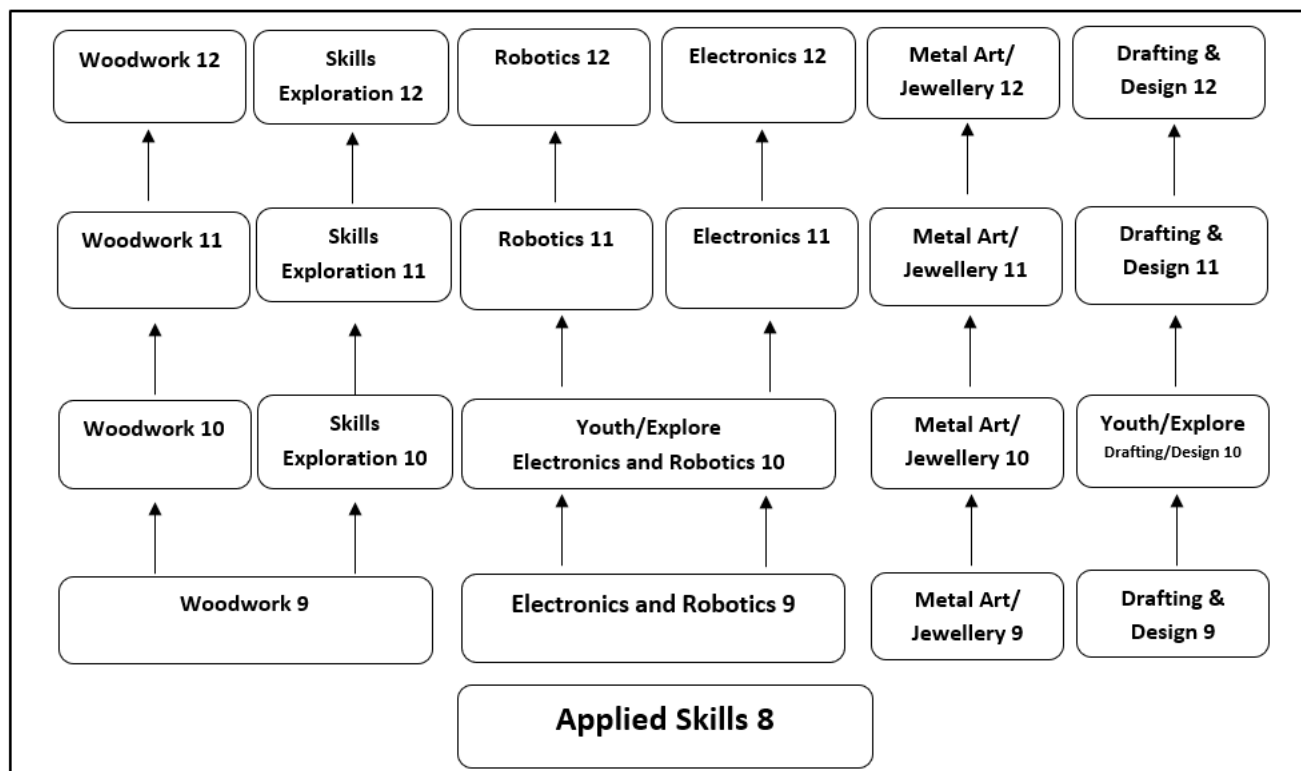 Woodwork 12
Skills
Exploration 12
Robotics 12
Electronics 12
Metal Art/
Jewellery 12
Drafting &
Design 12
Woodwork 11
Skills
Exploration 11
Robotics 11
Electronics 11
Metal Art/
Jewellery 11
Drafting &
Design 11
Woodwork 10
Skills
Exploration 10
Youth/Explore
Electronics and Robotics 10
Metal Art/
Jewellery 10
Youth/Explore
Drafting/Design 10
Woodwork 9
Electronics and Robotics 9
Metal Art/
Jewellery 9
Drafting &
Design 9
Applied Skills 8